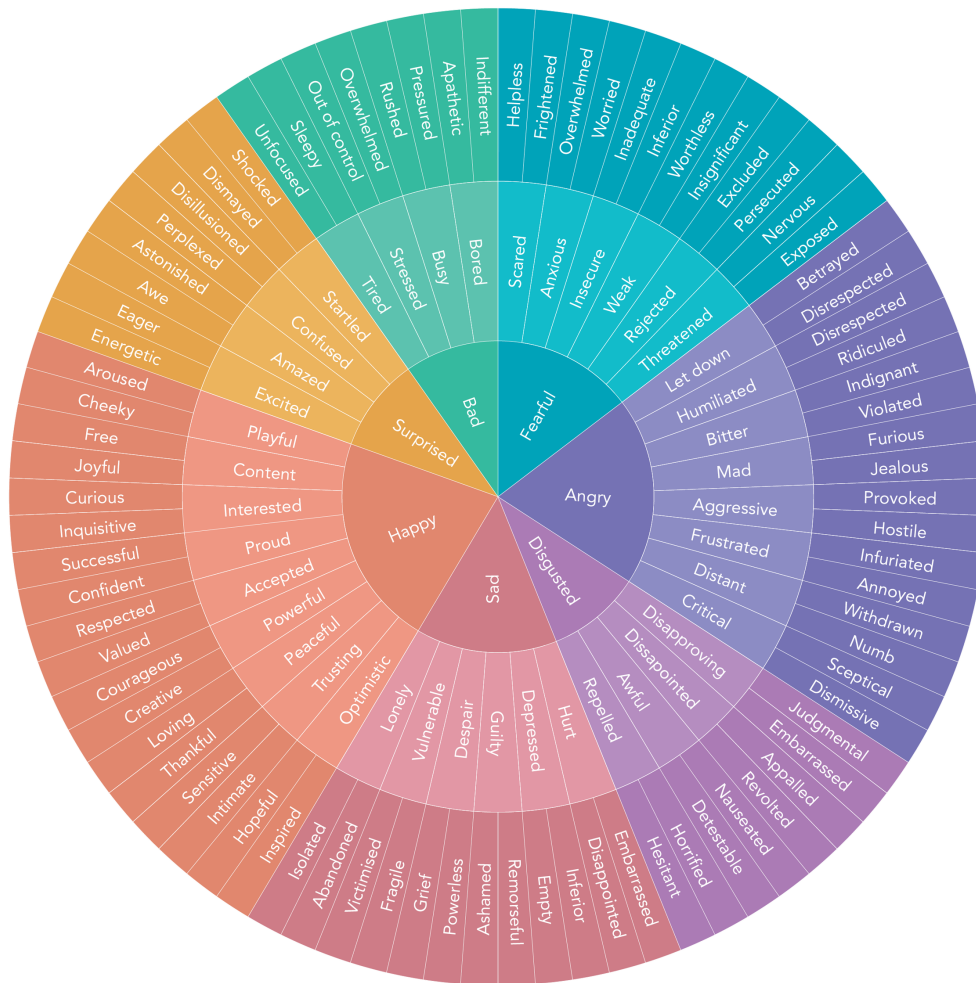 Fearful
Angry
Disgusted
Sad
Happy
Surprised
Bad
Scared
Anxious
Insecure
Weak
Rejected
Threatened
Let down
Humiliated
Bitter
Mad
Aggressive
Frustrated
Distant
Critical
Disapproving
Dissapointed
Awful
Repelled
Hurt
Depressed
Guilty
Despair
Vulnerable
Lonely
Optimistic
Trusting
Peaceful
Powerful
Accepted
Proud
Interested
Content
Playful
Excited
Amazed
Confused
Startled
Tired
Stressed
Busy
Bored
Helpless
Frightened
Overwhelmed
Worried
Inadequate
Inferior
Worthless
Insignificant
Excluded
Persecuted
Nervous
Exposed
Betrayed
Disrespected
Disrespected
Ridiculed
Indignant
Violated
Furious
Jealous
Provoked
Hostile
Infuriated
Annoyed
Withdrawn
Numb
Sceptical
Dismissive
Judgmental
Embarrassed
Appalled
Revolted
Nauseated
Detestable
Horrified
Hesitant
Embarrassed
Disappointed
Inferior
Empty
Remorseful
Ashamed
Powerless
Grief
Fragile
Victimised
Abandoned
Isolated
Inspired
Hopeful
Intimate
Sensitive
Thankful
Loving
Creative
Courageous
Valued
Respected
Confident
Successful
Inquisitive
Curious
Joyful
Free
Cheeky
Aroused
Energetic
Eager
Awe
Astonished
Perplexed
Disillusioned
Dismayed
Shocked
Unfocused
Sleepy
Out of control
Overwhelmed
Rushed
Pressured
Apathetic
Indifferent